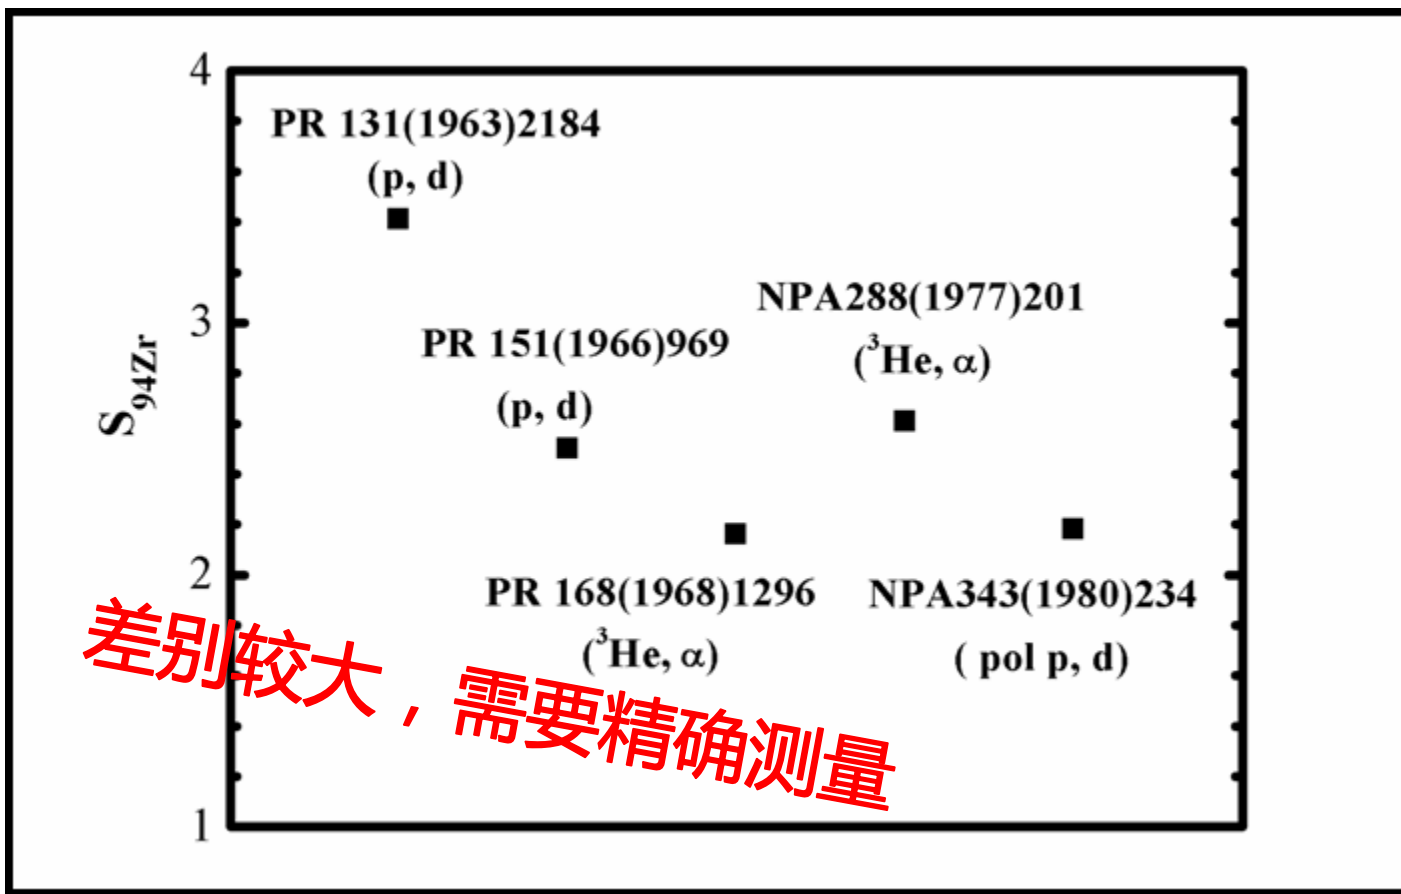 4
PR 131(1963)2184
(p, d)
NPA288(1977)201
(³He, α)
3
PR 151(1966)969
(p, d)
S₉₄Zr
2
PR 168(1968)1296
(³He, α)
NPA343(1980)234
( pol p, d)
差别较大，需要精确测量
1